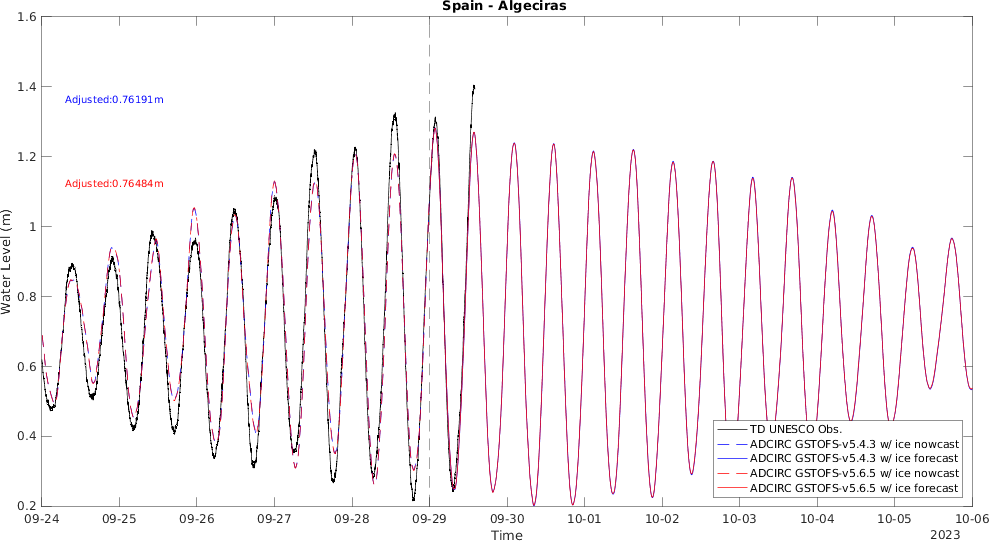 Spain - Algeciras
1.6
1.4
1.2
1
0.8
0.6
0.4
0.2
Water Level (m)
Adjusted:0.76191m
Adjusted:0.76484m
TD UNESCO Obs.
ADCIRC GSTOFS-v5.4.3 w/ ice nowcast
ADCIRC GSTOFS-v5.4.3 w/ ice forecast
ADCIRC GSTOFS-v5.6.5 w/ ice nowcast
ADCIRC GSTOFS-v5.6.5 w/ ice forecast
09-24 09-25 09-26 09-27 09-28 09-29 09-30 10-01 10-02 10-03 10-04 10-05 10-06
Time
2023